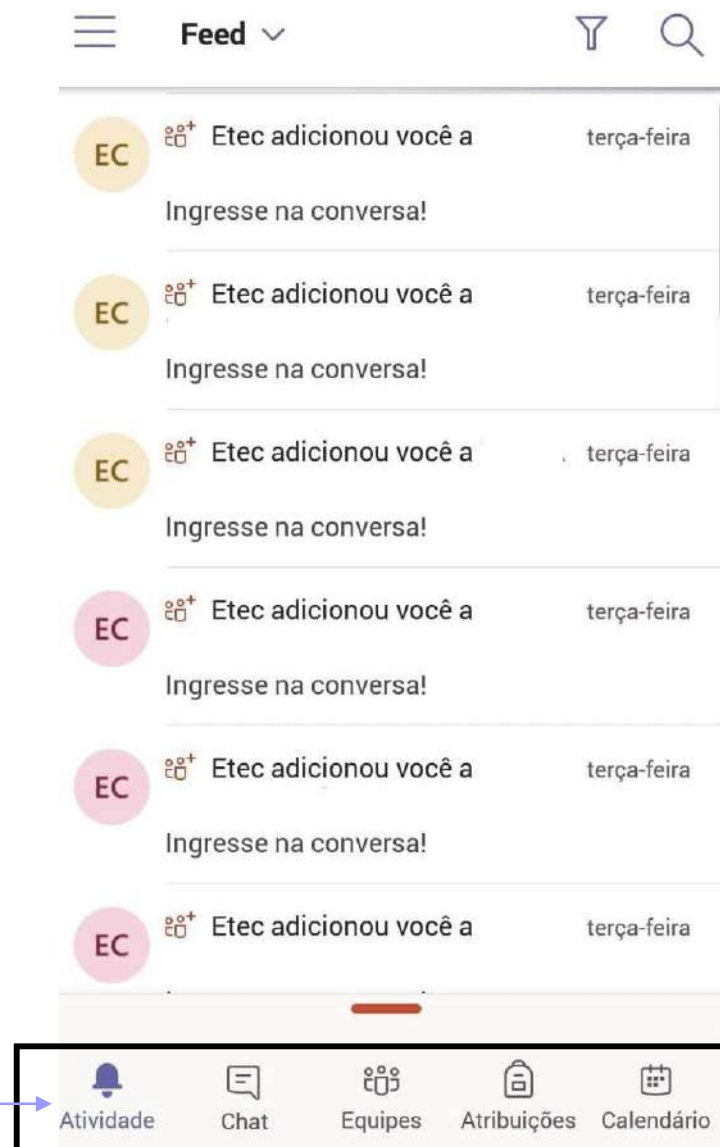 Feed
EC Etec adicionou você a terça-feira
Ingresse na conversa!
EC Etec adicionou você a terça-feira
Ingresse na conversa!
EC Etec adicionou você a terça-feira
Ingresse na conversa!
EC Etec adicionou você a terça-feira
Ingresse na conversa!
EC Etec adicionou você a terça-feira
Ingresse na conversa!
EC Etec adicionou você a terça-feira
Atividade Chat Equipes Atribuições Calendário